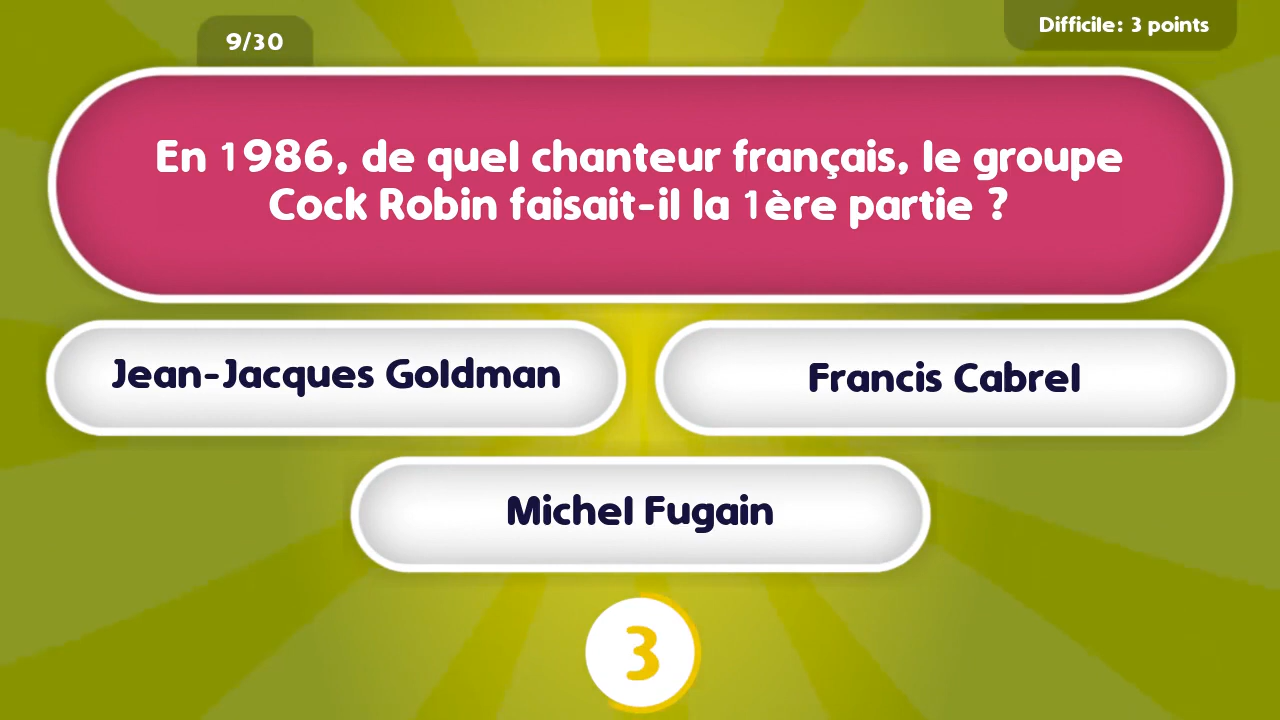 9/30
Difficile: 3 points
En 1986, de quel chanteur français, le groupe
Cock Robin faisait-il la 1ère partie ?
Jean-Jacques Goldman
Francis Cabrel
Michel Fugain
3